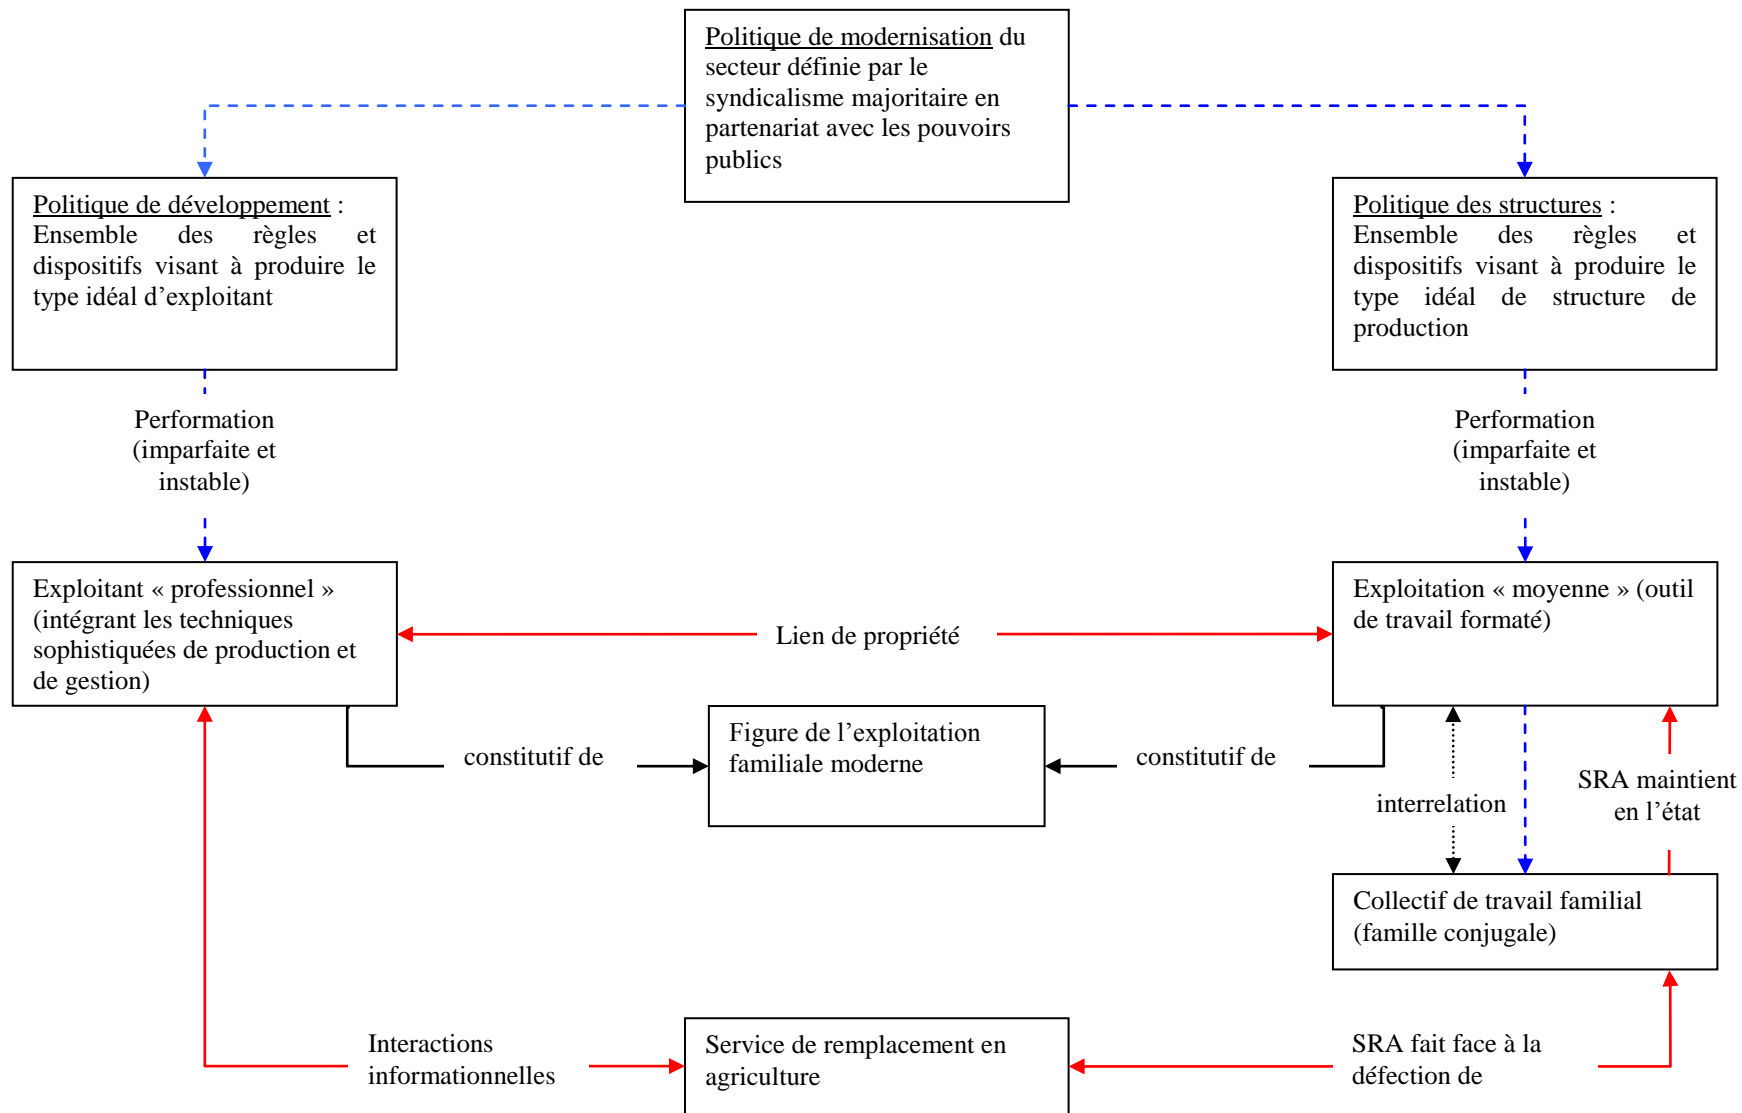 Politique de modernisation du
secteur définie par le
syndicalisme majoritaire en
partenariat avec les pouvoirs
publics
Politique de développement :
Ensemble des règles et
dispositifs visant à produire le
type idéal d’exploitant
Politique des structures :
Ensemble des règles et
dispositifs visant à produire le
type idéal de structure de
production
Performation
(imparfaite et
instable)
Performation
(imparfaite et
instable)
Exploitant « professionnel »
(intégrant les techniques
sophistiquées de production et
de gestion)
Lien de propriété
Exploitation « moyenne » (outil
de travail formaté)
constitutif de
Figure de l’exploitation
familiale moderne
constitutif de
interrelation
SRA maintient
en l’état
Collectif de travail familial
(famille conjugale)
Interactions
informationnelles
Service de remplacement en
agriculture
SRA fait face à la
défection de